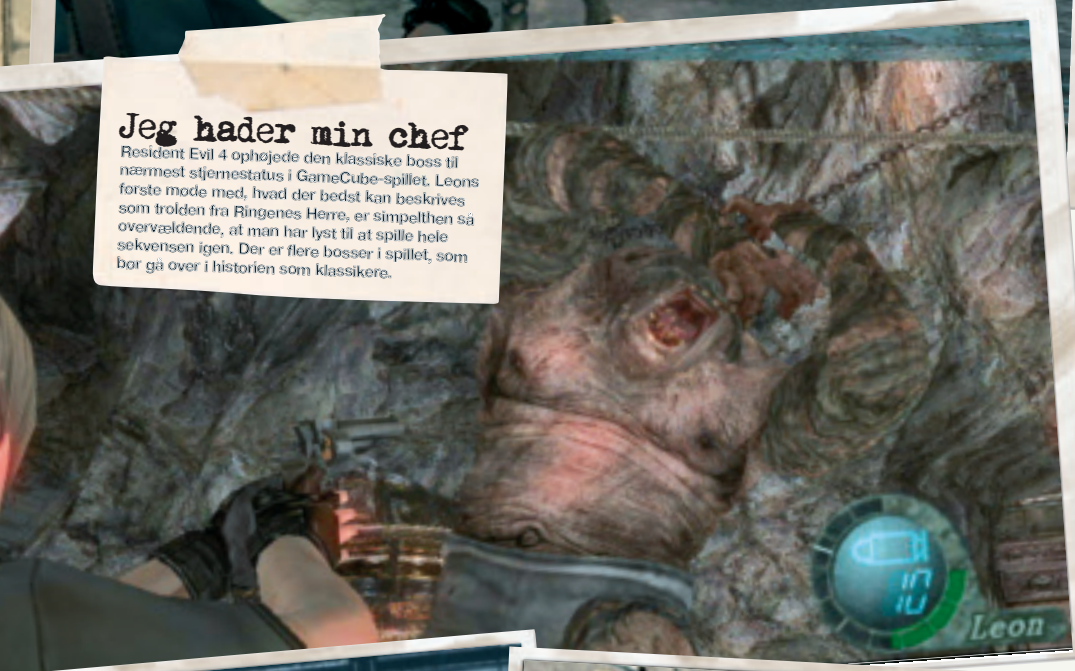 Jeg hader min chef
Resident Evil 4 ophøjede den klassiske boss til
nærmest stjernestatus i GameCube-spillet. Leons
første møde med, hvad der bedst kan beskrives
som trolden fra Ringenes Herre, er simpelthen så
overvældende, at man har lyst til at spille hele
sekvensen igen. Der er flere bosser i spillet, som
bør gå over i historien som klassikere.
10
Leon